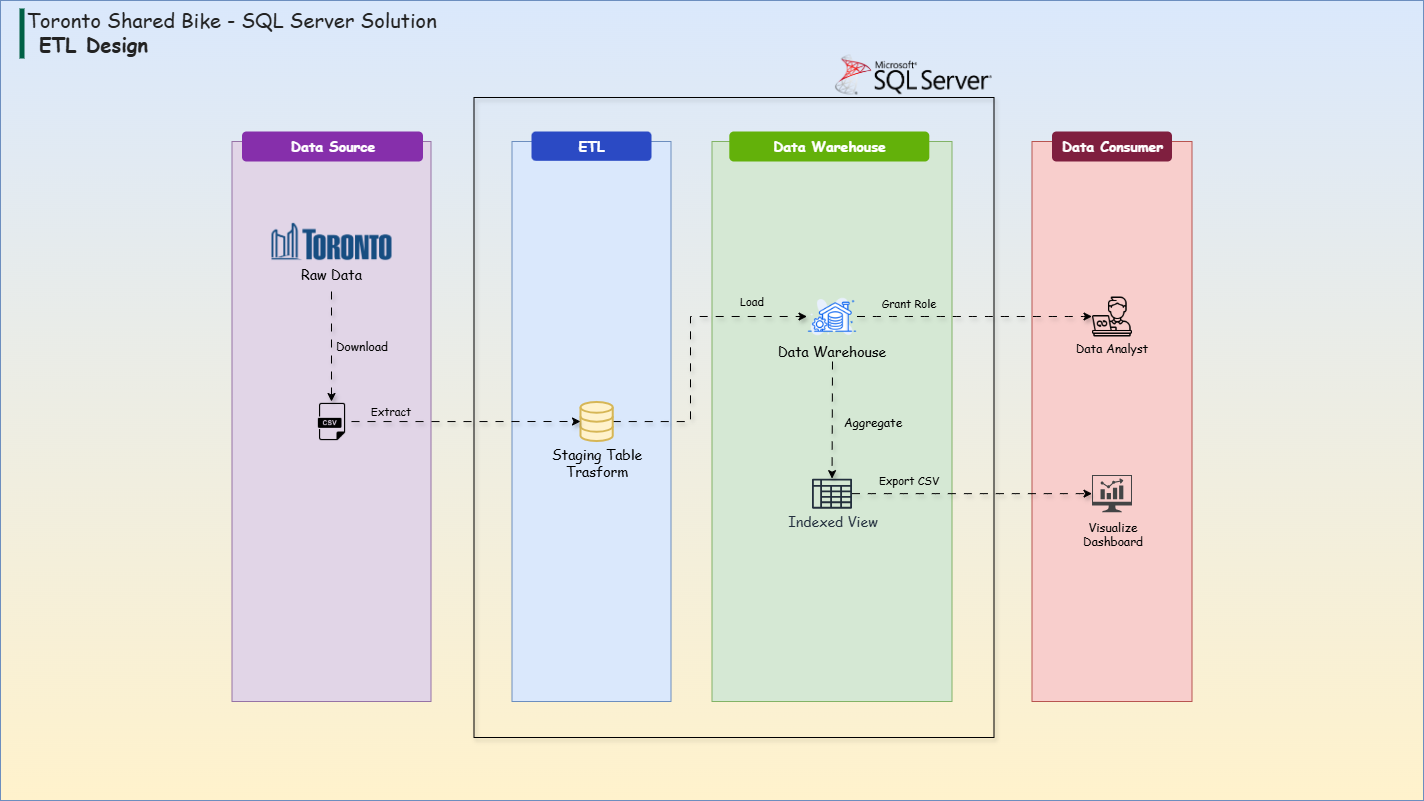 Toronto Shared Bike - SQL Server Solution
ETL Design
Microsoft®
SQL Server®
Data Source
ETL
Data Warehouse
Data Consumer
TORONTO
Raw Data
Download
CSV
Extract
Staging Table
Trasform
Load
Data Warehouse
Grant Role
Data Analyst
Aggregate
Indexed View
Export CSV
Visualize
Dashboard